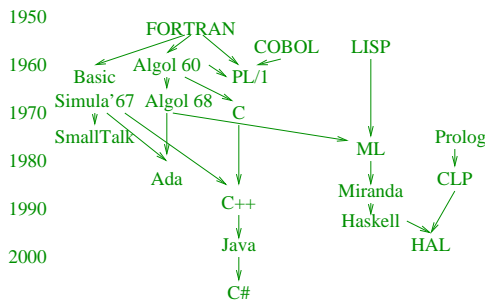 1950
FORTRAN
COBOL LISP
1960 Algol 60
Basic PL/1
Simula'67 Algol 68
1970 C
SmallTalk Prolog
ML
1980
Ada CLP
Miranda
1990 C++
Haskell
Java HAL
2000
C#